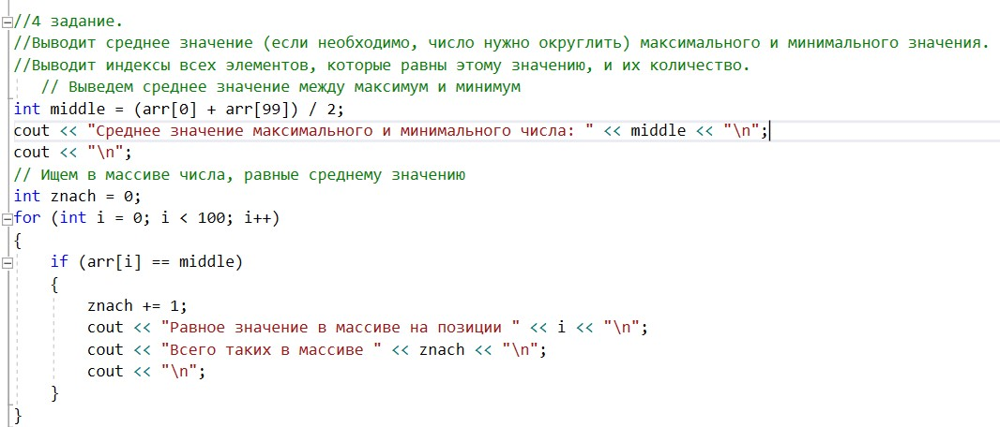 //4 задание.
//Выводит среднее значение (если необходимо, число нужно округлить) максимального и минимального значения.
//Выводит индексы всех элементов, которые равны этому значению, и их количество.
// Выведем среднее значение между максимум и минимум
int middle = (arr[0] + arr[99]) / 2;
cout << "Среднее значение максимального и минимального числа: " << middle << "\n";
cout << "\n";
// Ищем в массиве числа, равные среднему значению
int znach = 0;
for (int i = 0; i < 100; i++)
{
if (arr[i] == middle)
{
znach += 1;
cout << "Равное значение в массиве на позиции " << i << "\n";
cout << "Всего таких в массиве " << znach << "\n";
cout << "\n";
}
}